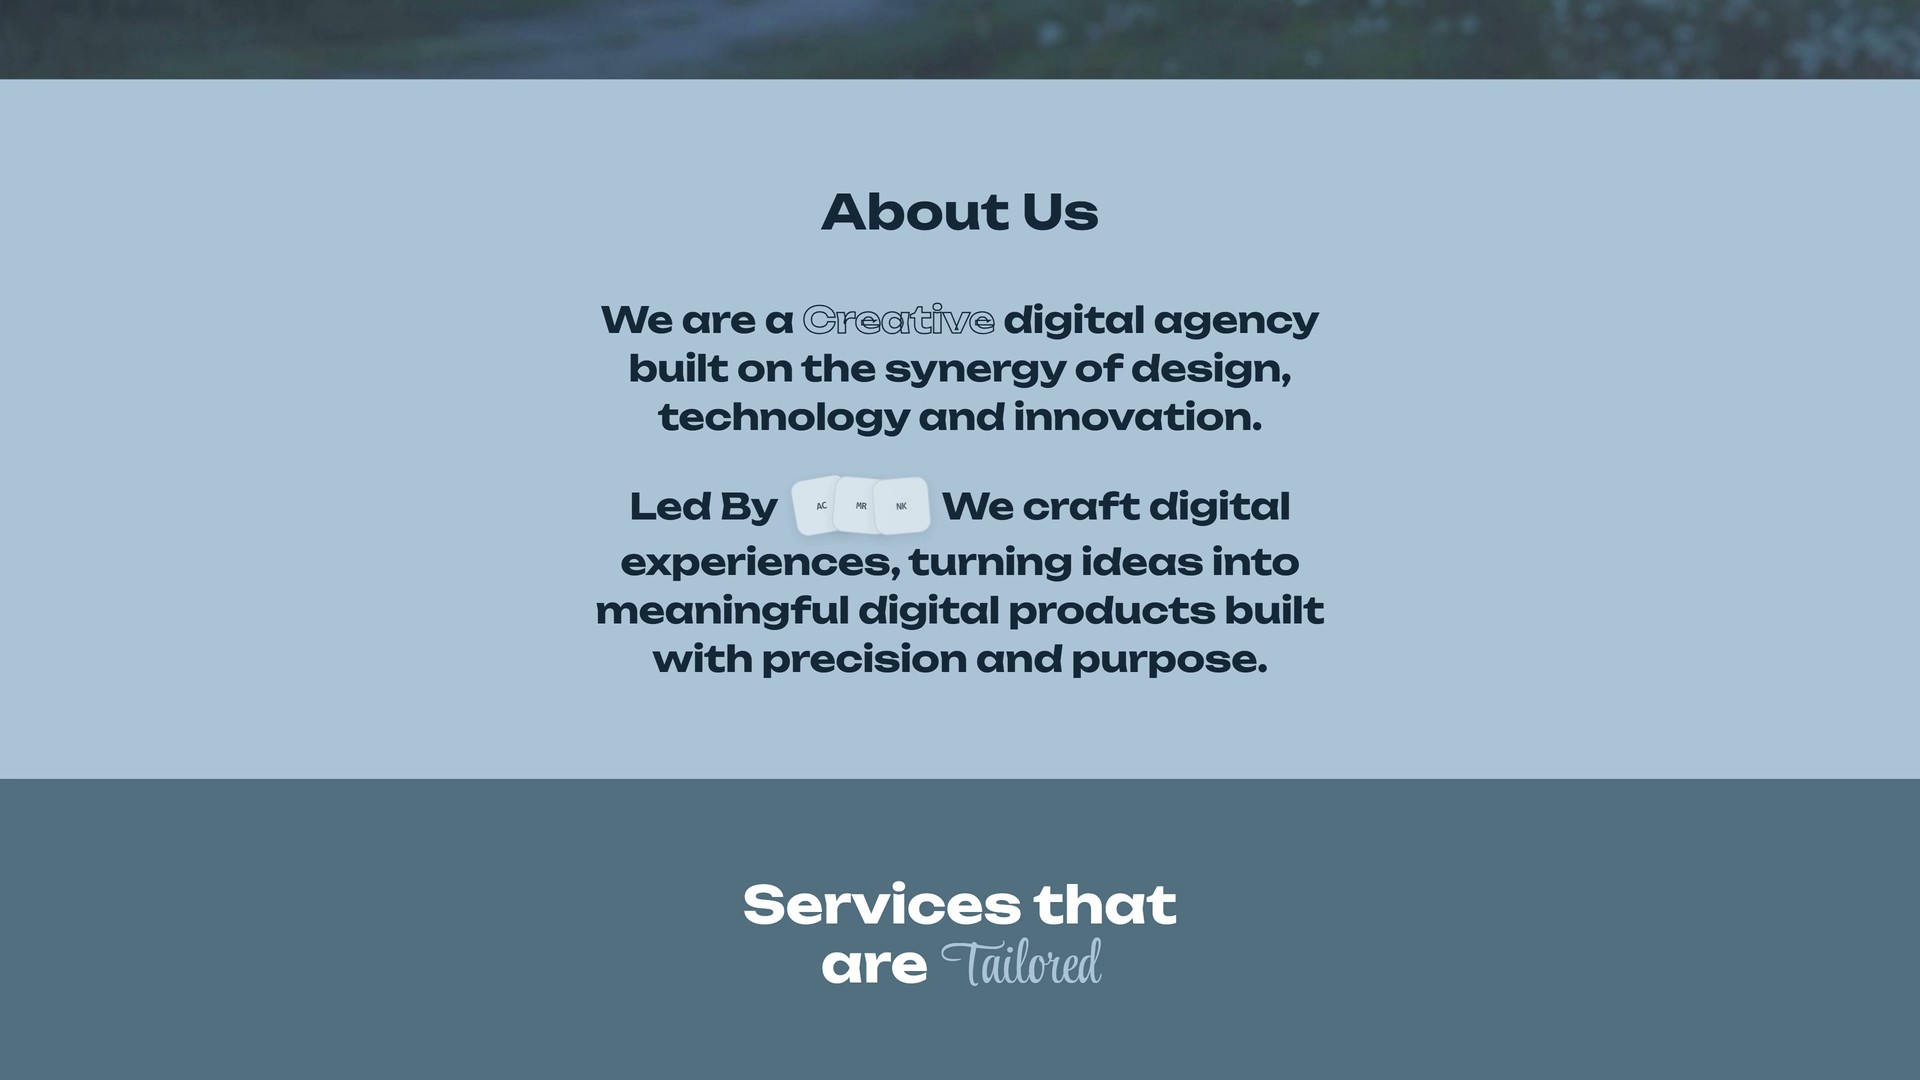 About Us
We are a Creative digital agency
built on the synergy of design,
technology and innovation.
Led By AC MR NK We craft digital
experiences, turning ideas into
meaningful digital products built
with precision and purpose.
Services that
are Tailored